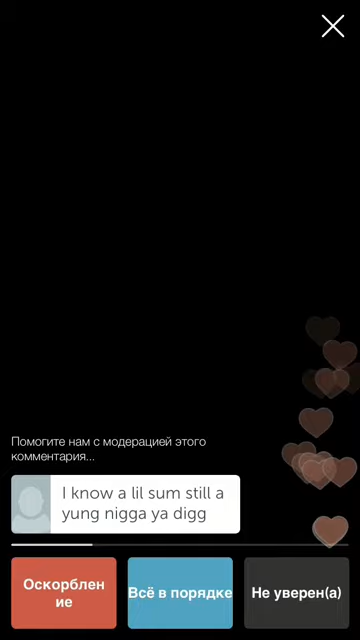 Помогите нам с модерацией этого
комментария...
I know a lil sum still a
yung nigga ya digg
Оскорблен
ие
Всё в порядке
Не уверен(а)